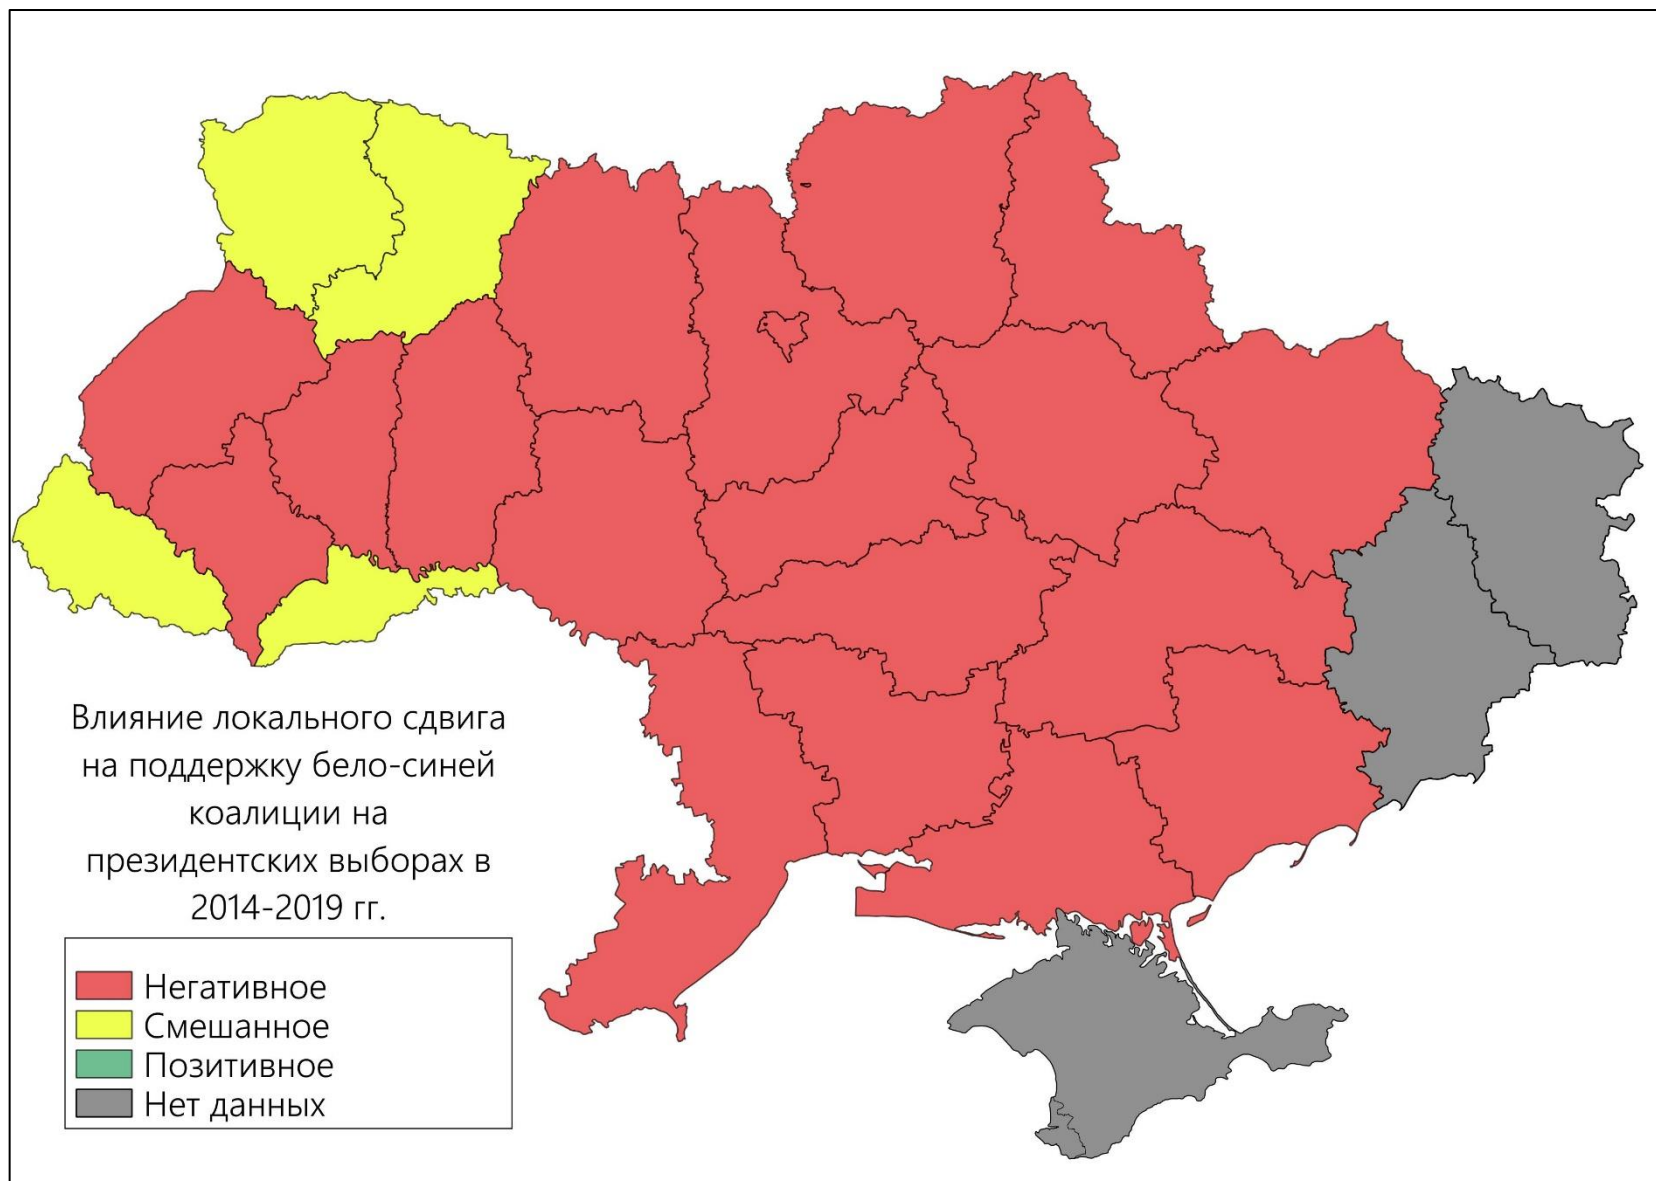 Влияние локального сдвига
на поддержку бело-синей
коалиции на
президентских выборах в
2014-2019 гг.
Негативное
Смешанное
Позитивное
Нет данных